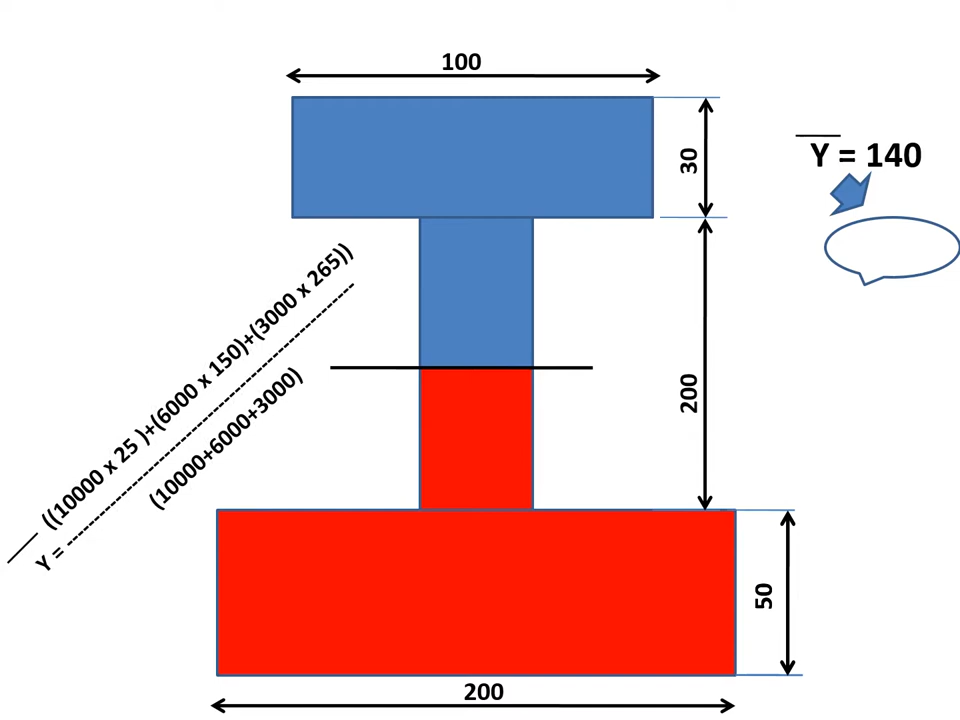 100
30
Y = 140
((10000 x 25 )+(6000 x 150)+(3000 x 265))
Y = -----------------------------------
(10000+6000+3000)
200
50
200